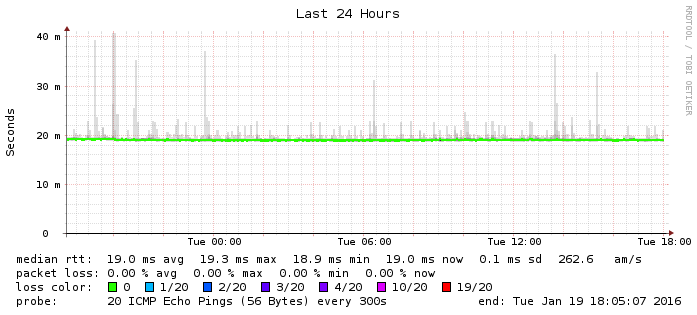 Last 24 Hours
RRDTOOL / TOBI OETIKER
Seconds
40 m
30 m
20 m
10 m
0
Tue 00:00 Tue 06:00 Tue 12:00 Tue 18:00
median rtt: 19.0 ms avg 19.3 ms max 18.9 ms min 19.0 ms now 0.1 ms sd 262.6 am/s
packet loss: 0.00 % avg 0.00 % max 0.00 % min 0.00 % now
loss color: 0 1/20 2/20 3/20 4/20 10/20 19/20
probe: 20 ICMP Echo Pings (56 Bytes) every 300s end: Tue Jan 19 18:05:07 2016